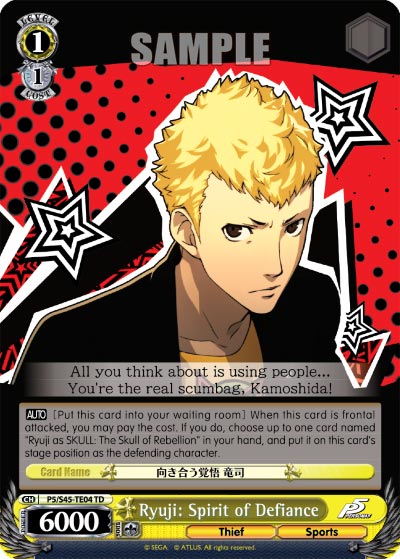 LEVEL
1
1
COST
SAMPLE
All you think about is using people...
You're the real scumbag, Kamoshida!
AUTO [Put this card into your waiting room] When this card is frontal
attacked, you may pay the cost. If you do, choose up to one card named
"Ryuji as SKULL: The Skull of Rebellion" in your hand, and put it on this card's
stage position as the defending character.
Card Name 向き合う覚悟 竜司
CH P5/S45-TE04 TD
POWER 6000
Ryuji: Spirit of Defiance
Thief Sports
P5
© SEGA. © ATLUS. All rights reserved.